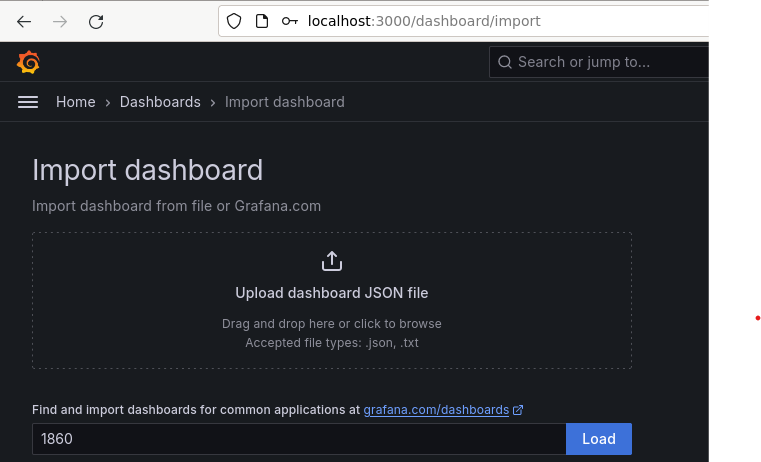 localhost:3000/dashboard/import
Search or jump to...
Home › Dashboards › Import dashboard
Import dashboard
Import dashboard from file or Grafana.com
Upload dashboard JSON file
Drag and drop here or click to browse
Accepted file types: .json, .txt
Find and import dashboards for common applications at grafana.com/dashboards
1860 Load